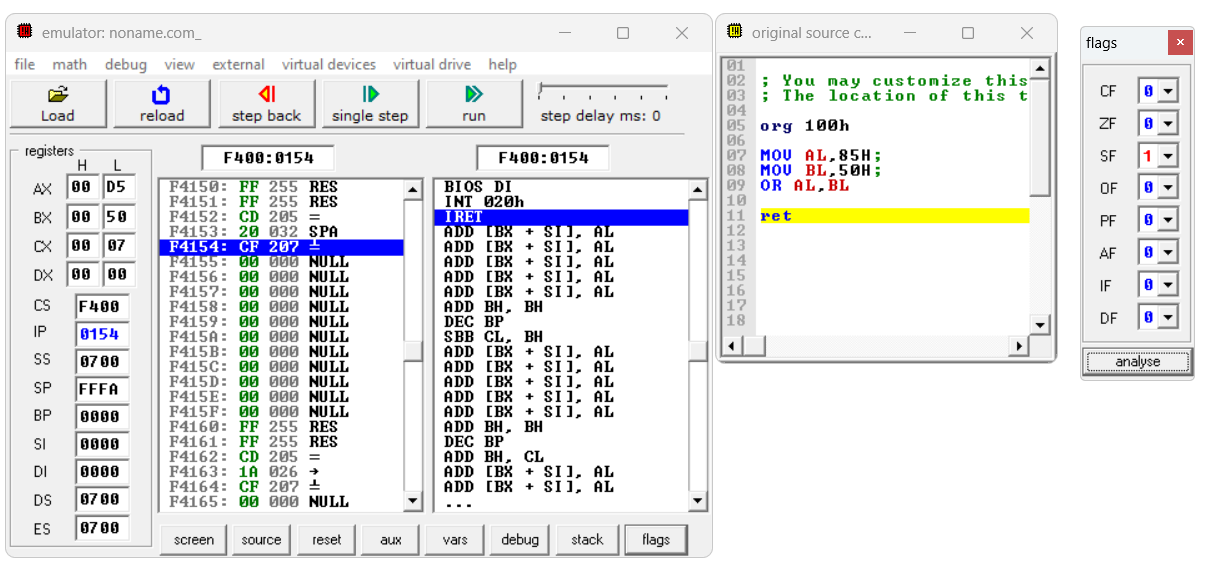 emulator: noname.com_
file math debug view external virtual devices virtual drive help
Load reload step back single step run step delay ms: 0
registers
H L
AX 00 D5
BX 00 50
CX 00 07
DX 00 00
CS F400
IP 0154
SS 0700
SP FFFA
BP 0000
SI 0000
DI 0000
DS 0700
ES 0700
F400:0154
F4150: FF 255 RES
F4151: FF 255 RES
F4152: CD 205 =
F4153: 20 032 SPA
F4154: CF 207 ╧
F4155: 00 000 NULL
F4156: 00 000 NULL
F4157: 00 000 NULL
F4158: 00 000 NULL
F4159: 00 000 NULL
F415A: 00 000 NULL
F415B: 00 000 NULL
F415C: 00 000 NULL
F415D: 00 000 NULL
F415E: 00 000 NULL
F415F: 00 000 NULL
F4160: FF 255 RES
F4161: FF 255 RES
F4162: CD 205 =
F4163: 1A 026 →
F4164: CF 207 ╧
F4165: 00 000 NULL
F400:0154
BIOS DI
INT 020h
IRET
ADD [BX + SI], AL
ADD [BX + SI], AL
ADD [BX + SI], AL
ADD [BX + SI], AL
ADD [BX + SI], AL
ADD BH, BH
DEC BP
SBB CL, BH
ADD [BX + SI], AL
ADD [BX + SI], AL
ADD [BX + SI], AL
ADD [BX + SI], AL
ADD [BX + SI], AL
ADD BH, BH
DEC BP
ADD BH, CL
ADD [BX + SI], AL
ADD [BX + SI], AL
...
screen source reset aux vars debug stack flags
original source c...
01
02 ; You may customize this
03 ; The location of this t
04
05 org 100h
06
07 MOV AL,85H;
08 MOV BL,50H;
09 OR AL,BL
10
11 ret
12
13
14
15
16
17
18
flags
CF 0
ZF 0
SF 1
OF 0
PF 0
AF 0
IF 0
DF 0
analyse